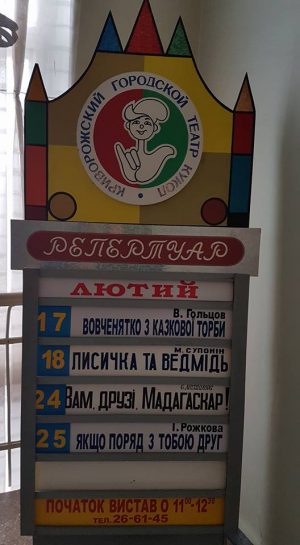 КРИВОРОЖСКИЙ ГОРОДСКОЙ ТЕАТР КУКОЛ
РЕПЕРТУАР
ЛЮТИЙ
В. Гольцов
17 ВОВЧЕНЯТКО З КАЗКОВОЇ ТОРБИ
М. СУПОНІН
18 ЛИСИЧКА ТА ВЕДМІДЬ
24 ВАМ, ДРУЗІ, МАДАГАСКАР!
І. Рожкова
25 ЯКЩО ПОРЯД З ТОБОЮ ДРУГ
ПОЧАТОК ВИСТАВ О 11⁰⁰-12³⁰
ТЕЛ. 26-61-45